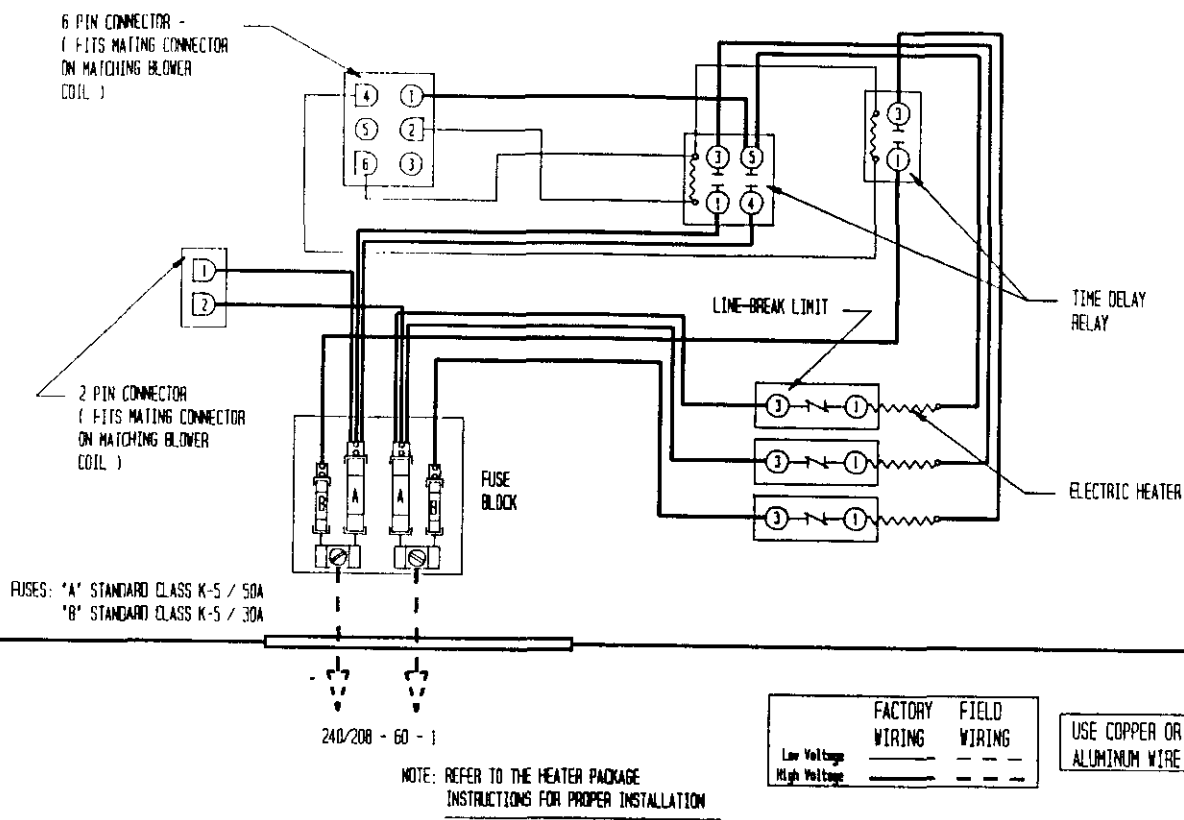 6 PIN CONNECTOR -
( FITS MATING CONNECTOR
ON MATCHING BLOWER
COIL )
4 1
5 2
6 3
3 5
1 4
3
1
1
2
TIME DELAY
RELAY
LINE-BREAK LIMIT
2 PIN CONNECTOR
( FITS MATING CONNECTOR
ON MATCHING BLOWER
COIL )
3 1
3 1
3 1
ELECTRIC HEATER
B A A B
FUSE
BLOCK
FUSES: "A" STANDARD CLASS K-5 / 50A
"B" STANDARD CLASS K-5 / 30A
240/208 - 60 - 1
NOTE: REFER TO THE HEATER PACKAGE
INSTRUCTIONS FOR PROPER INSTALLATION
FACTORY FIELD
WIRING WIRING
Low Voltage
High Voltage
USE COPPER OR
ALUMINUM WIRE